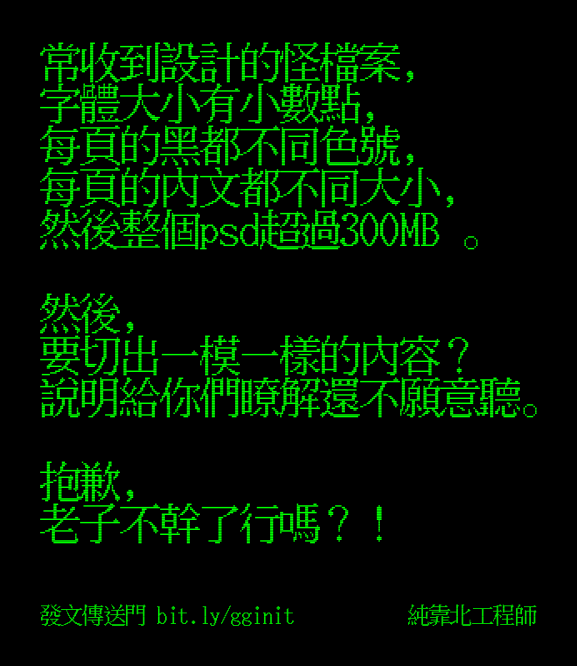 常收到設計的怪檔案,
字體大小有小數點,
每頁的黑都不同色號,
每頁的內文都不同大小,
然後整個psd超過300MB 。
然後,
要切出一模一樣的內容？
說明給你們瞭解還不願意聽。
抱歉,
老子不幹了行嗎？！
發文傳送門 bit.ly/gginit
純靠北工程師